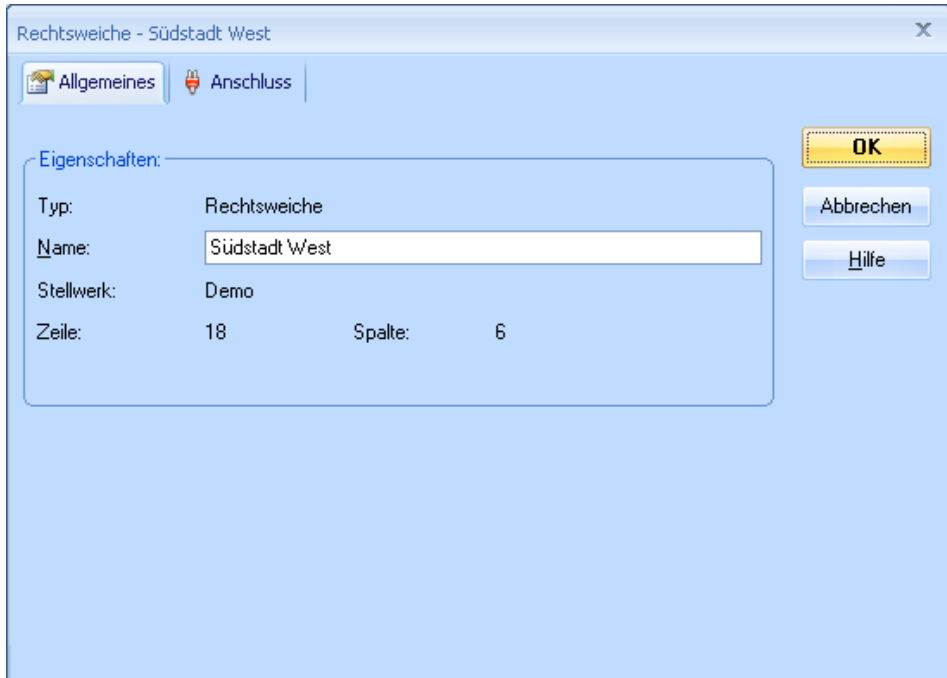 Rechtsweiche - Südstadt West
Allgemeines Anschluss
Eigenschaften:
Typ: Rechtsweiche
Name: Südstadt West
Stellwerk: Demo
Zeile: 18 Spalte: 6
OK
Abbrechen
Hilfe